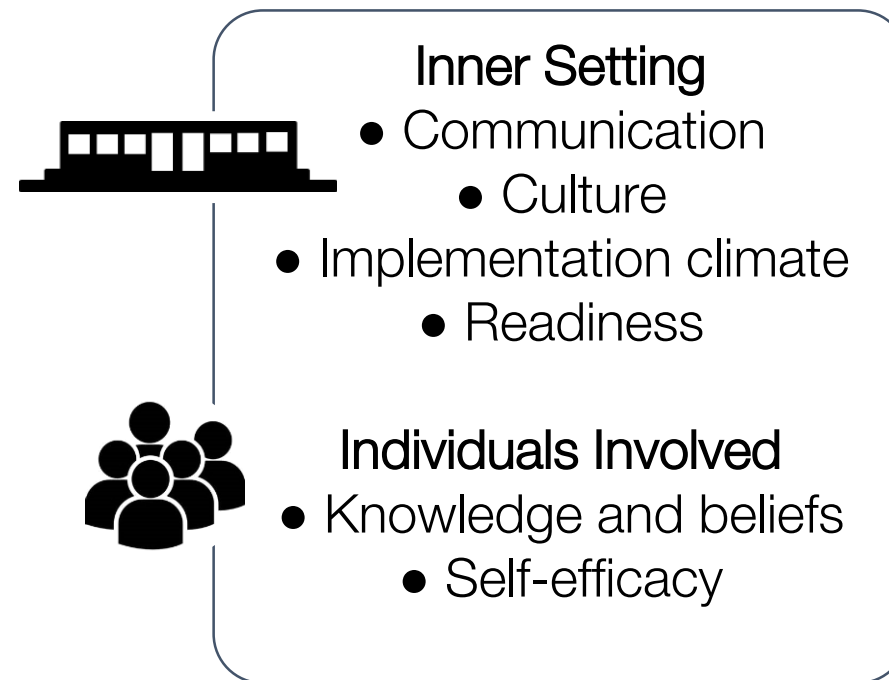 Inner Setting
● Communication
● Culture
● Implementation climate
● Readiness
Individuals Involved
● Knowledge and beliefs
● Self-efficacy